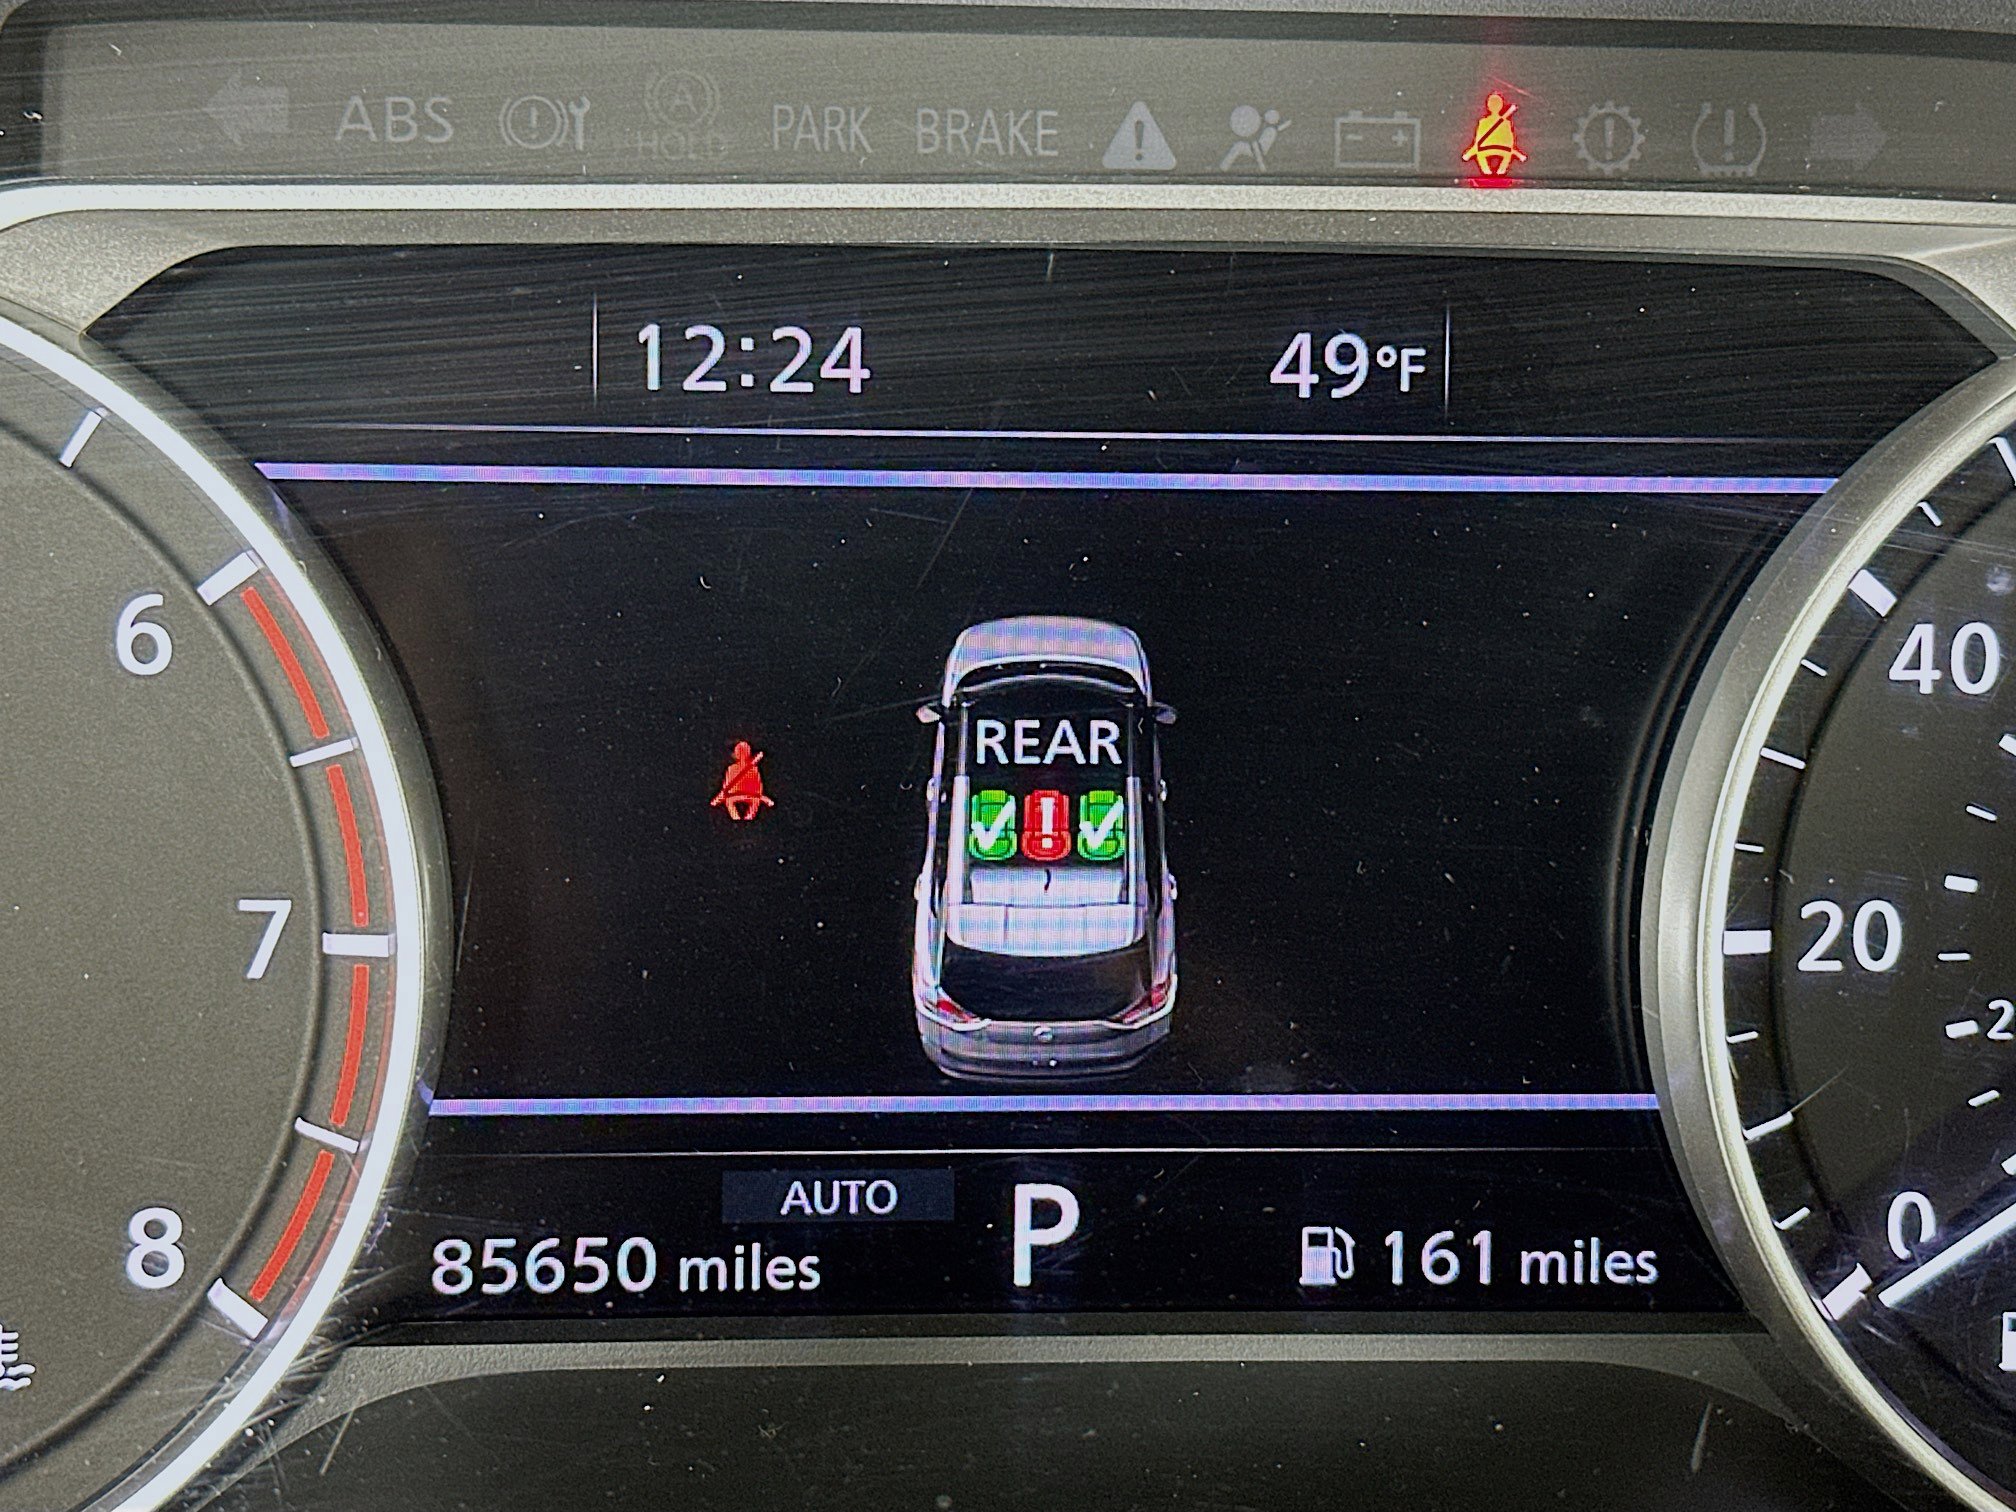 ABS
HOLD
PARK BRAKE
12:24 49°F
6
REAR
40
7
20
8
0
AUTO
P
85650 miles
161 miles